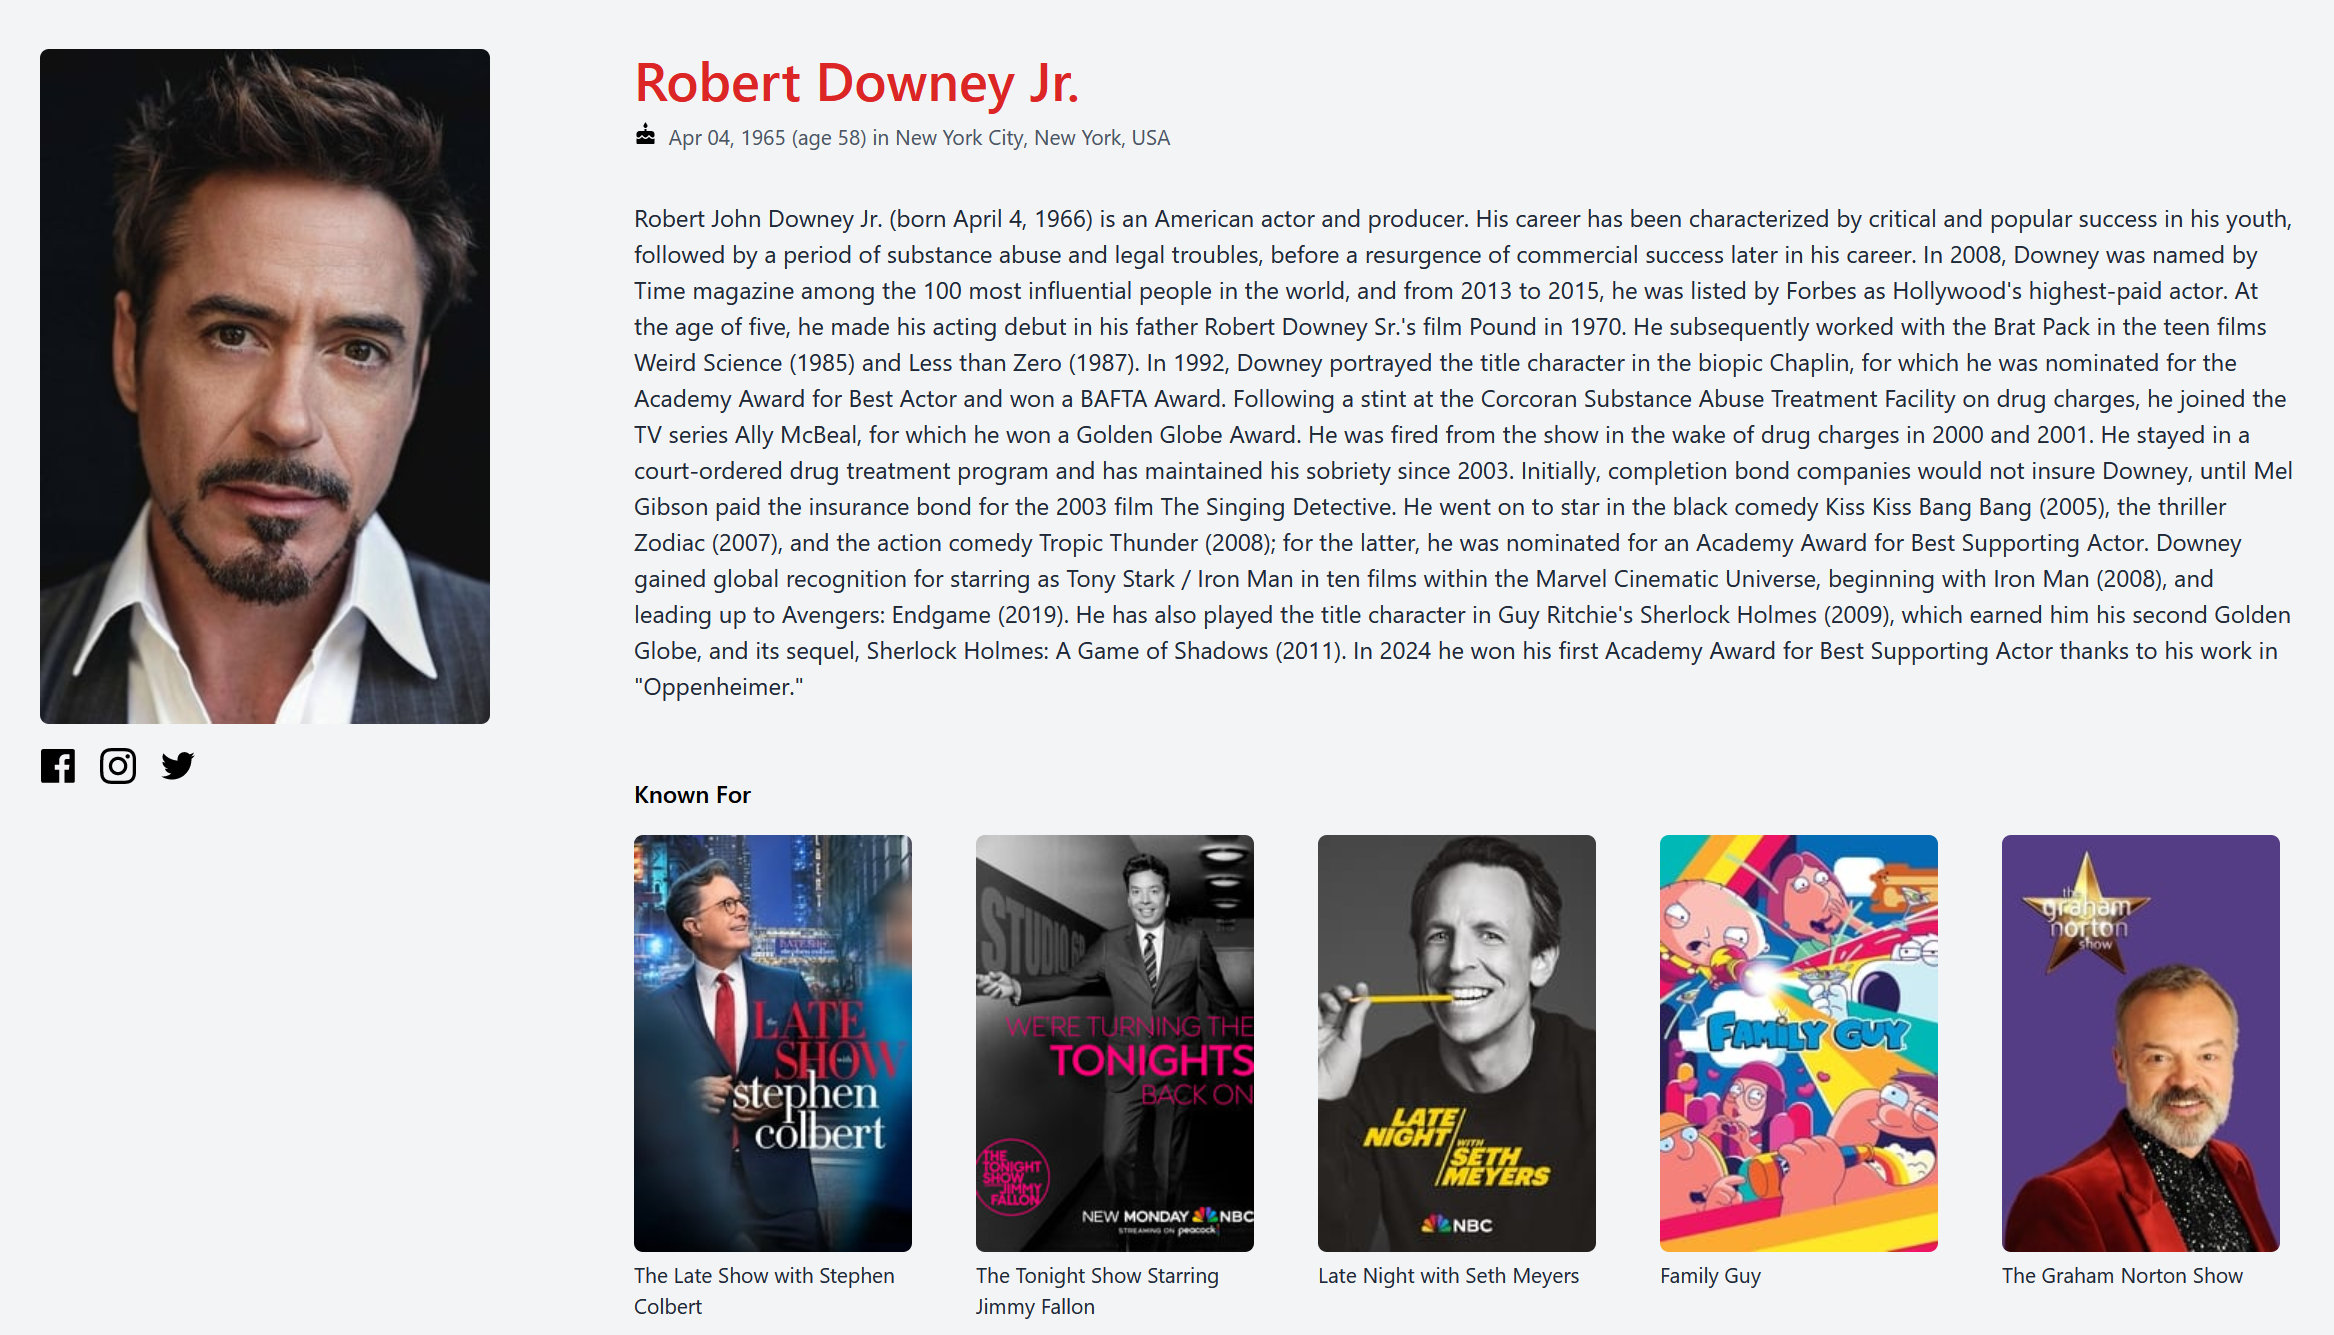 Robert Downey Jr.
Apr 04, 1965 (age 58) in New York City, New York, USA
Robert John Downey Jr. (born April 4, 1966) is an American actor and producer. His career has been characterized by critical and popular success in his youth,
followed by a period of substance abuse and legal troubles, before a resurgence of commercial success later in his career. In 2008, Downey was named by
Time magazine among the 100 most influential people in the world, and from 2013 to 2015, he was listed by Forbes as Hollywood's highest-paid actor. At
the age of five, he made his acting debut in his father Robert Downey Sr.'s film Pound in 1970. He subsequently worked with the Brat Pack in the teen films
Weird Science (1985) and Less than Zero (1987). In 1992, Downey portrayed the title character in the biopic Chaplin, for which he was nominated for the
Academy Award for Best Actor and won a BAFTA Award. Following a stint at the Corcoran Substance Abuse Treatment Facility on drug charges, he joined the
TV series Ally McBeal, for which he won a Golden Globe Award. He was fired from the show in the wake of drug charges in 2000 and 2001. He stayed in a
court-ordered drug treatment program and has maintained his sobriety since 2003. Initially, completion bond companies would not insure Downey, until Mel
Gibson paid the insurance bond for the 2003 film The Singing Detective. He went on to star in the black comedy Kiss Kiss Bang Bang (2005), the thriller
Zodiac (2007), and the action comedy Tropic Thunder (2008); for the latter, he was nominated for an Academy Award for Best Supporting Actor. Downey
gained global recognition for starring as Tony Stark / Iron Man in ten films within the Marvel Cinematic Universe, beginning with Iron Man (2008), and
leading up to Avengers: Endgame (2019). He has also played the title character in Guy Ritchie's Sherlock Holmes (2009), which earned him his second Golden
Globe, and its sequel, Sherlock Holmes: A Game of Shadows (2011). In 2024 he won his first Academy Award for Best Supporting Actor thanks to his work in
"Oppenheimer."
Known For
the LATE
SHOW with
stephen
colbert
The Late Show with Stephen
Colbert
WE'RE TURNING THE
TONIGHTS
BACK ON
THE
TONIGHT
SHOW
JIMMY
FALLON
NEW MONDAY NBC
STREAMING ON peacock
The Tonight Show Starring
Jimmy Fallon
LATE
NIGHT WITH
SETH
MEYERS
NBC
Late Night with Seth Meyers
FAMILY GUY
Family Guy
the
graham
norton
show
The Graham Norton Show